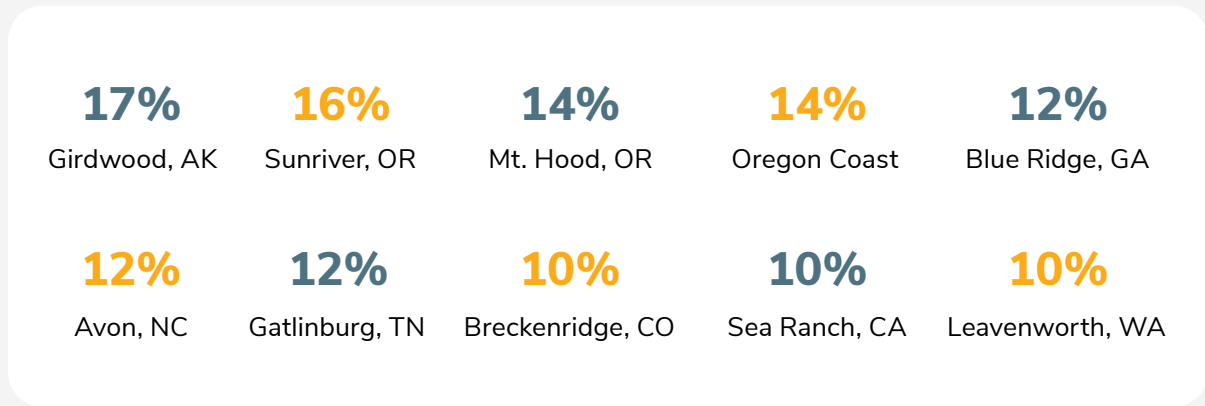 17% 16% 14% 14% 12%
Girdwood, AK Sunriver, OR Mt. Hood, OR Oregon Coast Blue Ridge, GA
12% 12% 10% 10% 10%
Avon, NC Gatlinburg, TN Breckenridge, CO Sea Ranch, CA Leavenworth, WA